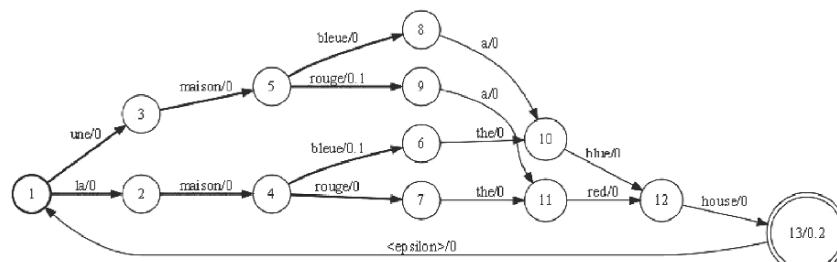 bleue/0
8
a/0
maison/0
5
rouge/0.1
9
3
a/0
une/0
6
the/0
10
bleue/0.1
blue/0
1
la/0
2
maison/0
4
rouge/0
7
the/0
11
red/0
12
house/0
13/0.2
<epsilon>/0